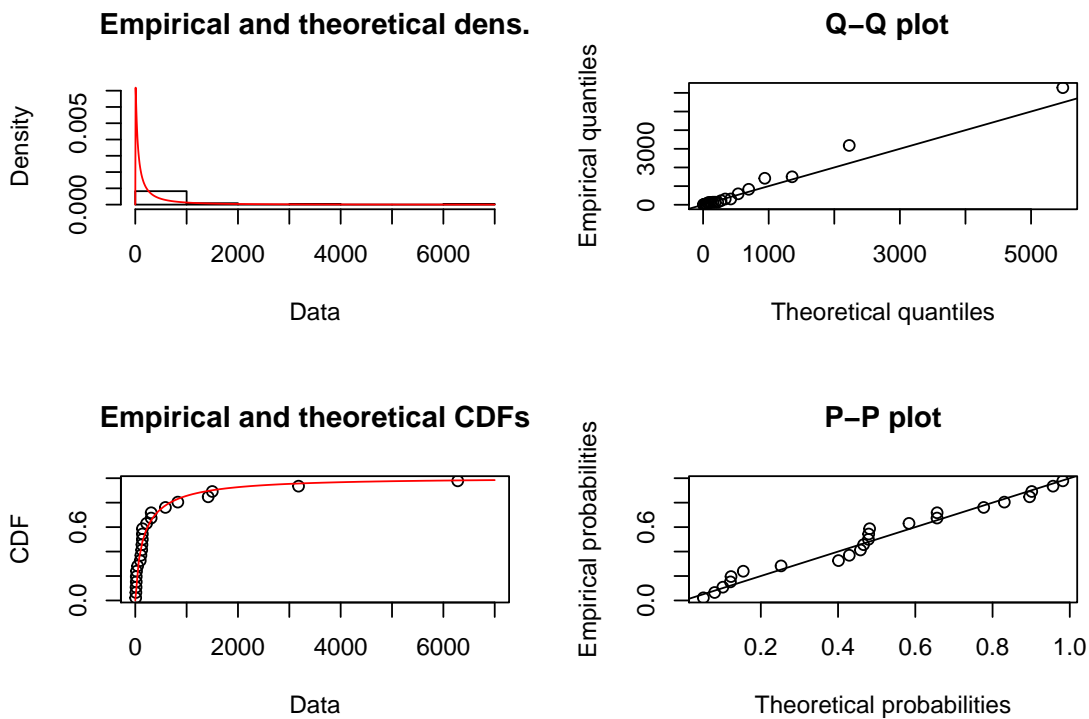 Empirical and theoretical dens.
Density
0.000 0.005
0 2000 4000 6000
Data
Q−Q plot
Empirical quantiles
0 3000
0 1000 3000 5000
Theoretical quantiles
Empirical and theoretical CDFs
CDF
0.0 0.6
0 2000 4000 6000
Data
P−P plot
Empirical probabilities
0.0 0.6
0.2 0.4 0.6 0.8 1.0
Theoretical probabilities